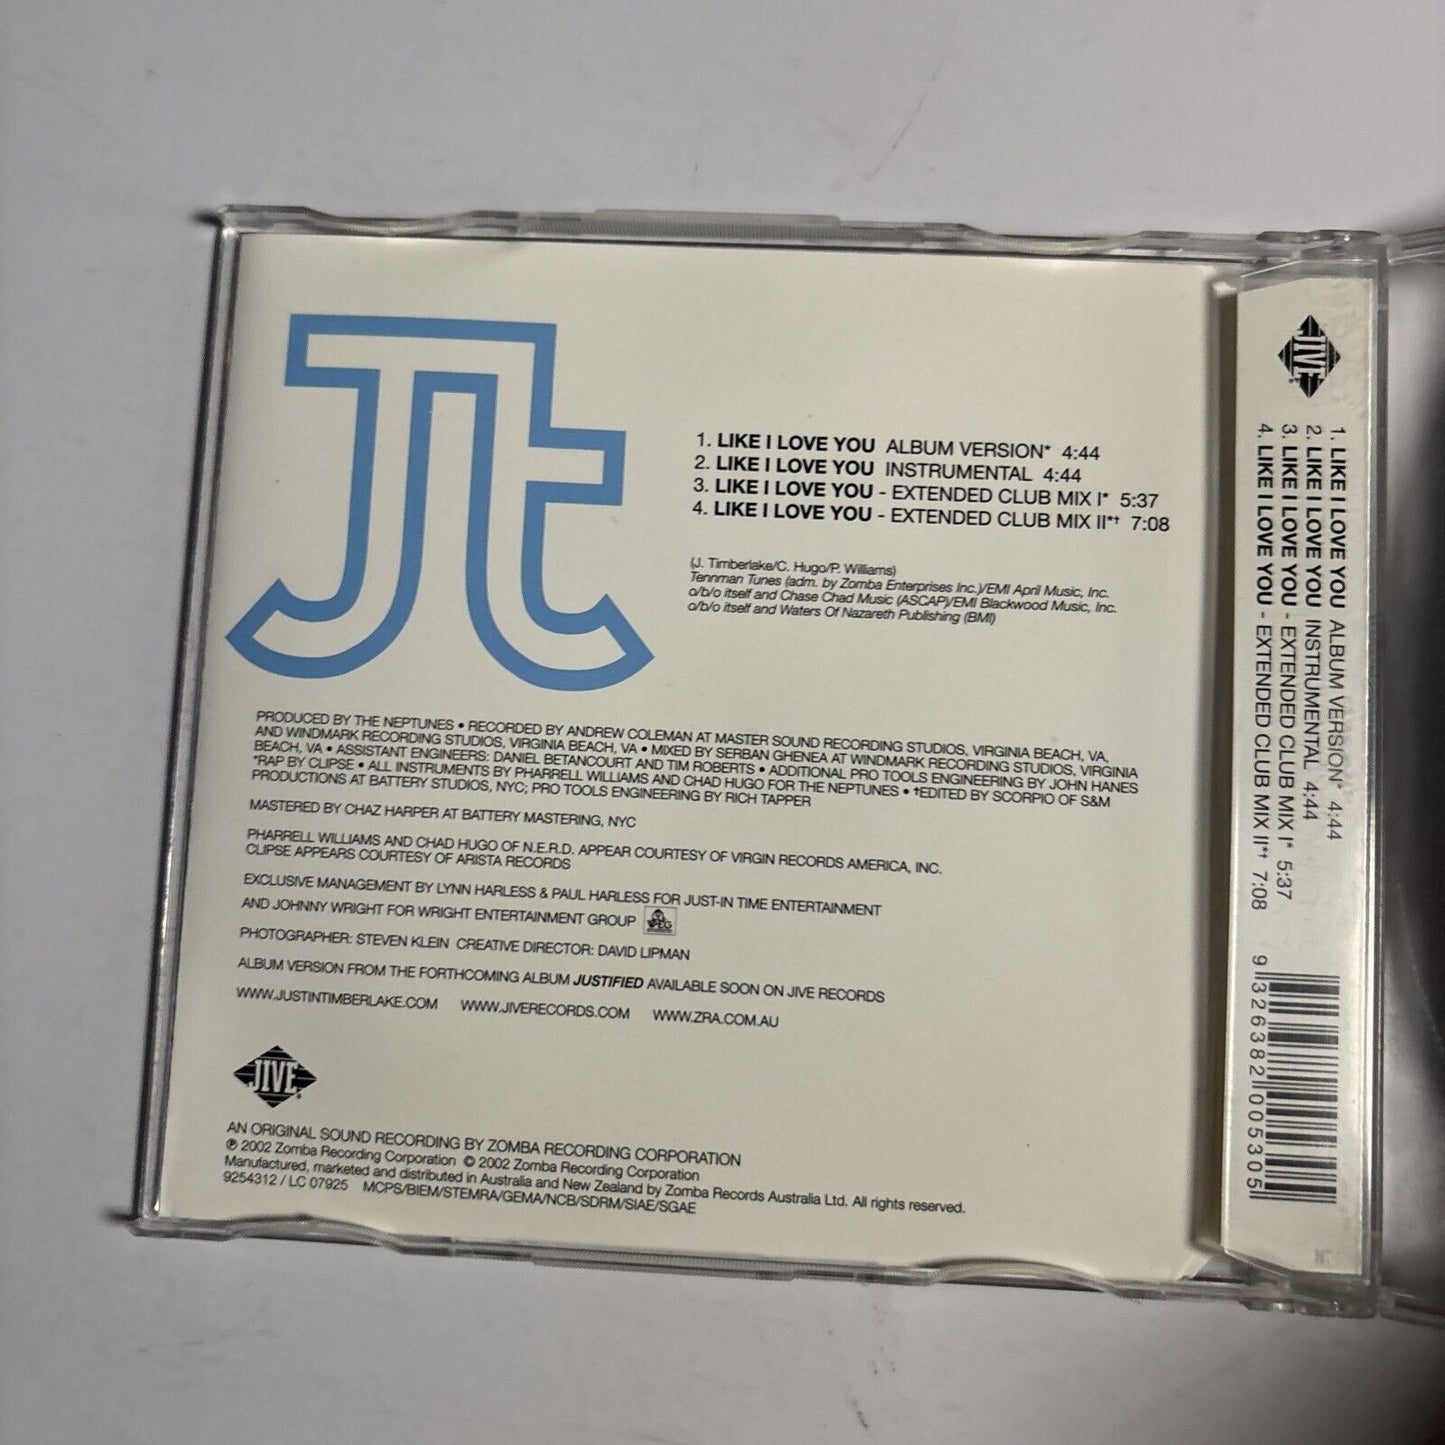 Jt
1. LIKE I LOVE YOU ALBUM VERSION* 4:44
2. LIKE I LOVE YOU INSTRUMENTAL 4:44
3. LIKE I LOVE YOU - EXTENDED CLUB MIX I* 5:37
4. LIKE I LOVE YOU - EXTENDED CLUB MIX II*† 7:08
(J. Timberlake/C. Hugo/P. Williams)
Tennman Tunes (adm. by Zomba Enterprises Inc.)/EMI April Music, Inc.
o/b/o itself and Chase Chad Music (ASCAP)/EMI Blackwood Music, Inc.
o/b/o itself and Waters Of Nazareth Publishing (BMI)
PRODUCED BY THE NEPTUNES • RECORDED BY ANDREW COLEMAN AT MASTER SOUND RECORDING STUDIOS, VIRGINIA BEACH, VA,
AND WINDMARK RECORDING STUDIOS, VIRGINIA BEACH, VA • MIXED BY SERBAN GHENEA AT WINDMARK RECORDING STUDIOS, VIRGINIA
BEACH, VA • ASSISTANT ENGINEERS: DANIEL BETANCOURT AND TIM ROBERTS • ADDITIONAL PRO TOOLS ENGINEERING BY JOHN HANES
*RAP BY CLIPSE • ALL INSTRUMENTS BY PHARRELL WILLIAMS AND CHAD HUGO FOR THE NEPTUNES • †EDITED BY SCORPIO OF S&M
PRODUCTIONS AT BATTERY STUDIOS, NYC; PRO TOOLS ENGINEERING BY RICH TAPPER
MASTERED BY CHAZ HARPER AT BATTERY MASTERING, NYC
PHARRELL WILLIAMS AND CHAD HUGO OF N.E.R.D. APPEAR COURTESY OF VIRGIN RECORDS AMERICA, INC.
CLIPSE APPEARS COURTESY OF ARISTA RECORDS
EXCLUSIVE MANAGEMENT BY LYNN HARLESS & PAUL HARLESS FOR JUST-IN TIME ENTERTAINMENT
AND JOHNNY WRIGHT FOR WRIGHT ENTERTAINMENT GROUP
PHOTOGRAPHER: STEVEN KLEIN CREATIVE DIRECTOR: DAVID LIPMAN
ALBUM VERSION FROM THE FORTHCOMING ALBUM JUSTIFIED AVAILABLE SOON ON JIVE RECORDS
WWW.JUSTINTIMBERLAKE.COM WWW.JIVERECORDS.COM WWW.ZRA.COM.AU
JIVE
AN ORIGINAL SOUND RECORDING BY ZOMBA RECORDING CORPORATION
℗ 2002 Zomba Recording Corporation © 2002 Zomba Recording Corporation
Manufactured, marketed and distributed in Australia and New Zealand by Zomba Records Australia Ltd. All rights reserved.
9254312 / LC 07925 MCPS/BIEM/STEMRA/GEMA/NCB/SDRM/SIAE/SGAE
JIVE
1. LIKE I LOVE YOU ALBUM VERSION* 4:44
2. LIKE I LOVE YOU INSTRUMENTAL 4:44
3. LIKE I LOVE YOU - EXTENDED CLUB MIX I* 5:37
4. LIKE I LOVE YOU - EXTENDED CLUB MIX II*† 7:08
9 326382 005305